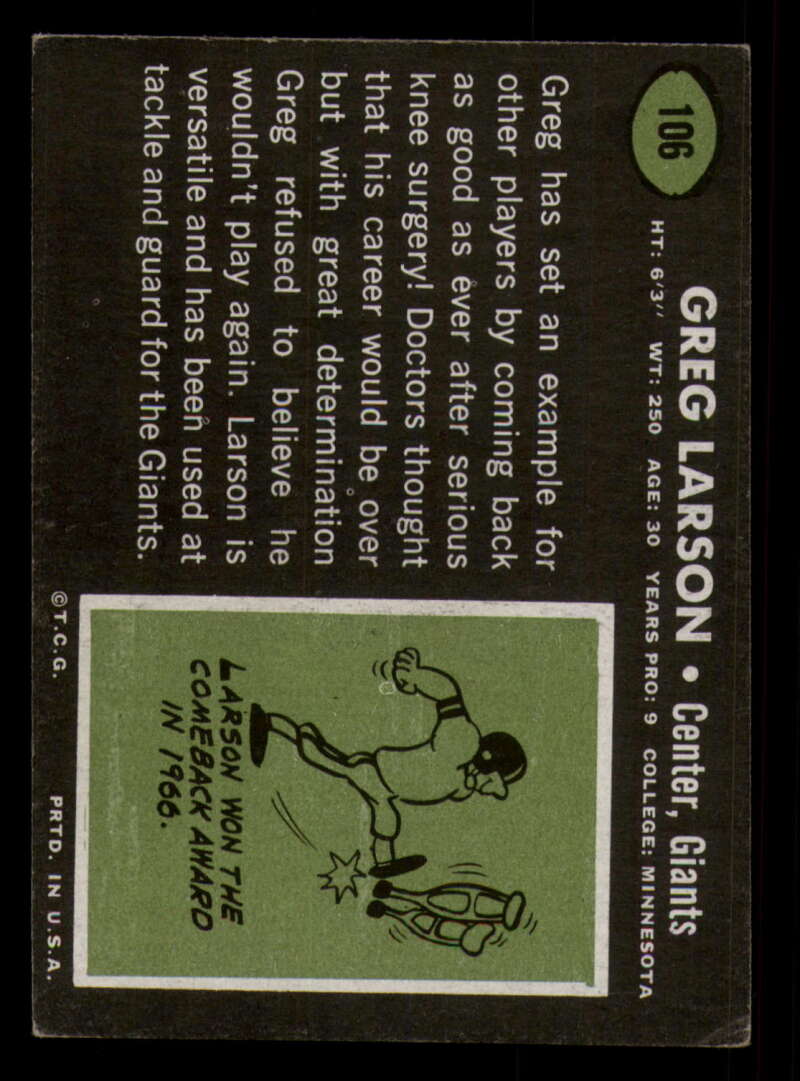 106
GREG LARSON • Center, Giants
HT: 6'3" WT: 250 AGE: 30 YEARS PRO: 9 COLLEGE: MINNESOTA
Greg has set an example for
other players by coming back
as good as ever after serious
knee surgery! Doctors thought
that his career would be over
but with great determination
Greg refused to believe he
wouldn't play again. Larson is
versatile and has been used at
tackle and guard for the Giants.
LARSON WON THE
COMEBACK AWARD
IN 1966.
©T.C.G. PRTD. IN U.S.A.